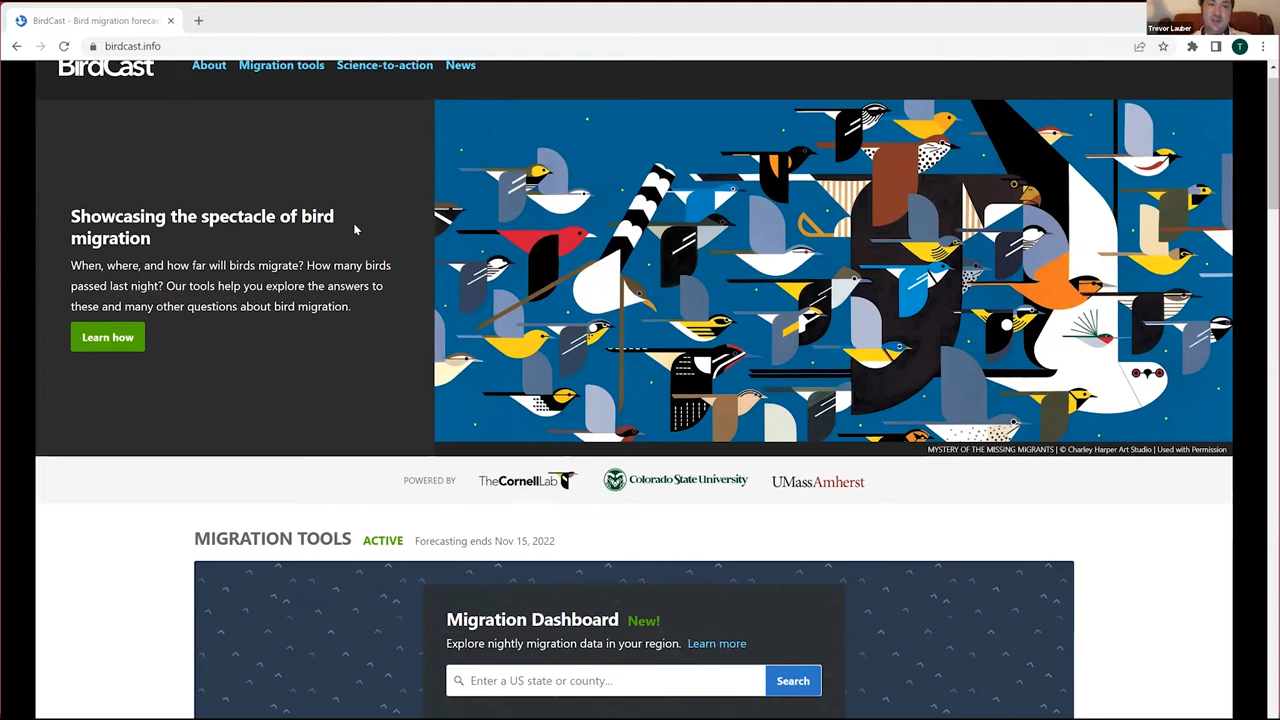 BirdCast - Bird migration forecas
Trevor Lauber
birdcast.info
T
BirdCast
About
Migration tools
Science-to-action
News
Showcasing the spectacle of bird
migration
When, where, and how far will birds migrate? How many birds
passed last night? Our tools help you explore the answers to
these and many other questions about bird migration.
Learn how
MYSTERY OF THE MISSING MIGRANTS | © Charley Harper Art Studio | Used with Permission
POWERED BY
TheCornellLab
Colorado State University
UMassAmherst
MIGRATION TOOLS ACTIVE Forecasting ends Nov 15, 2022
Migration Dashboard New!
Explore nightly migration data in your region. Learn more
Enter a US state or county...
Search